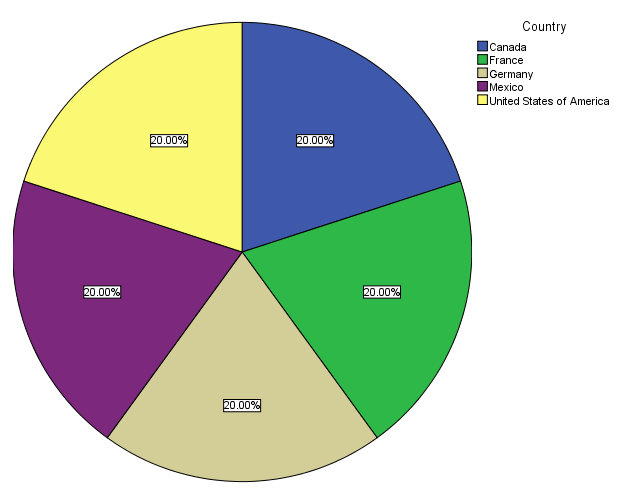 Country
Canada
France
Germany
Mexico
United States of America
20.00%
20.00%
20.00%
20.00%
20.00%